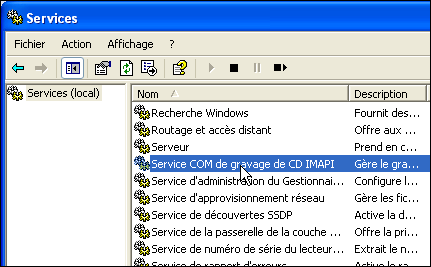 Services
Fichier Action Affichage ?
Services (local)
Nom Description
Recherche Windows Fournit des...
Routage et accès distant Offre aux ...
Serveur Prend en c...
Service COM de gravage de CD IMAPI Gère le gra...
Service d'administration du Gestionnai... Configure l...
Service d'approvisionnement réseau Gère les fic...
Service de découvertes SSDP Active la d...
Service de la passerelle de la couche ... Offre la pri...
Service de numéro de série du lecteur... Extrait le n...
Service de rapport d'erreurs Active le ra...